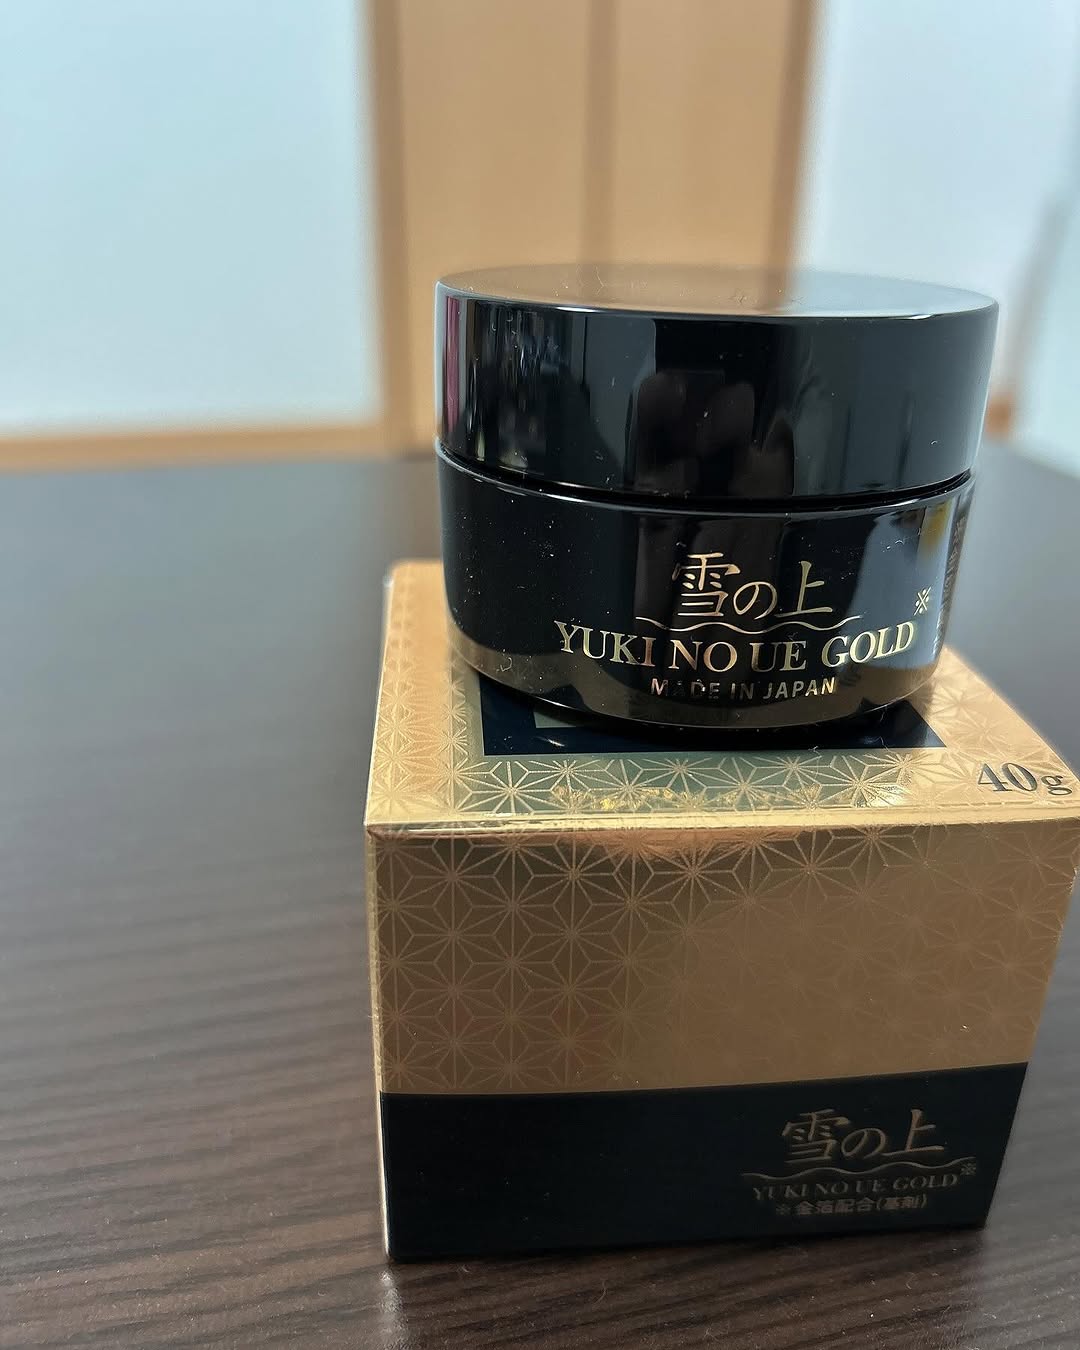 雪の上
※
YUKI NO UE GOLD
MADE IN JAPAN
40g
雪の上
YUKI NO UE GOLD※
※金箔配合(基剤)